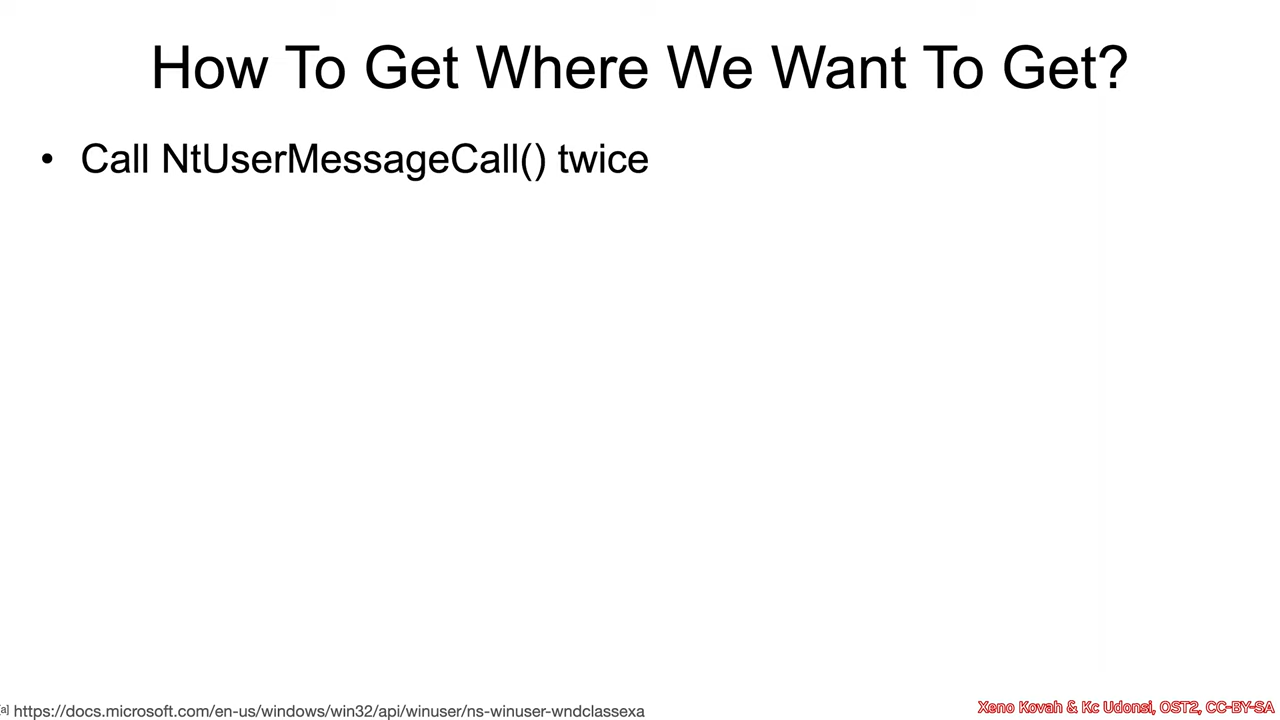 How To Get Where We Want To Get?
• Call NtUserMessageCall() twice
[a] https://docs.microsoft.com/en-us/windows/win32/api/winuser/ns-winuser-wndclassexa
Xeno Kovah & Kc Udonsi, OST2, CC-BY-SA